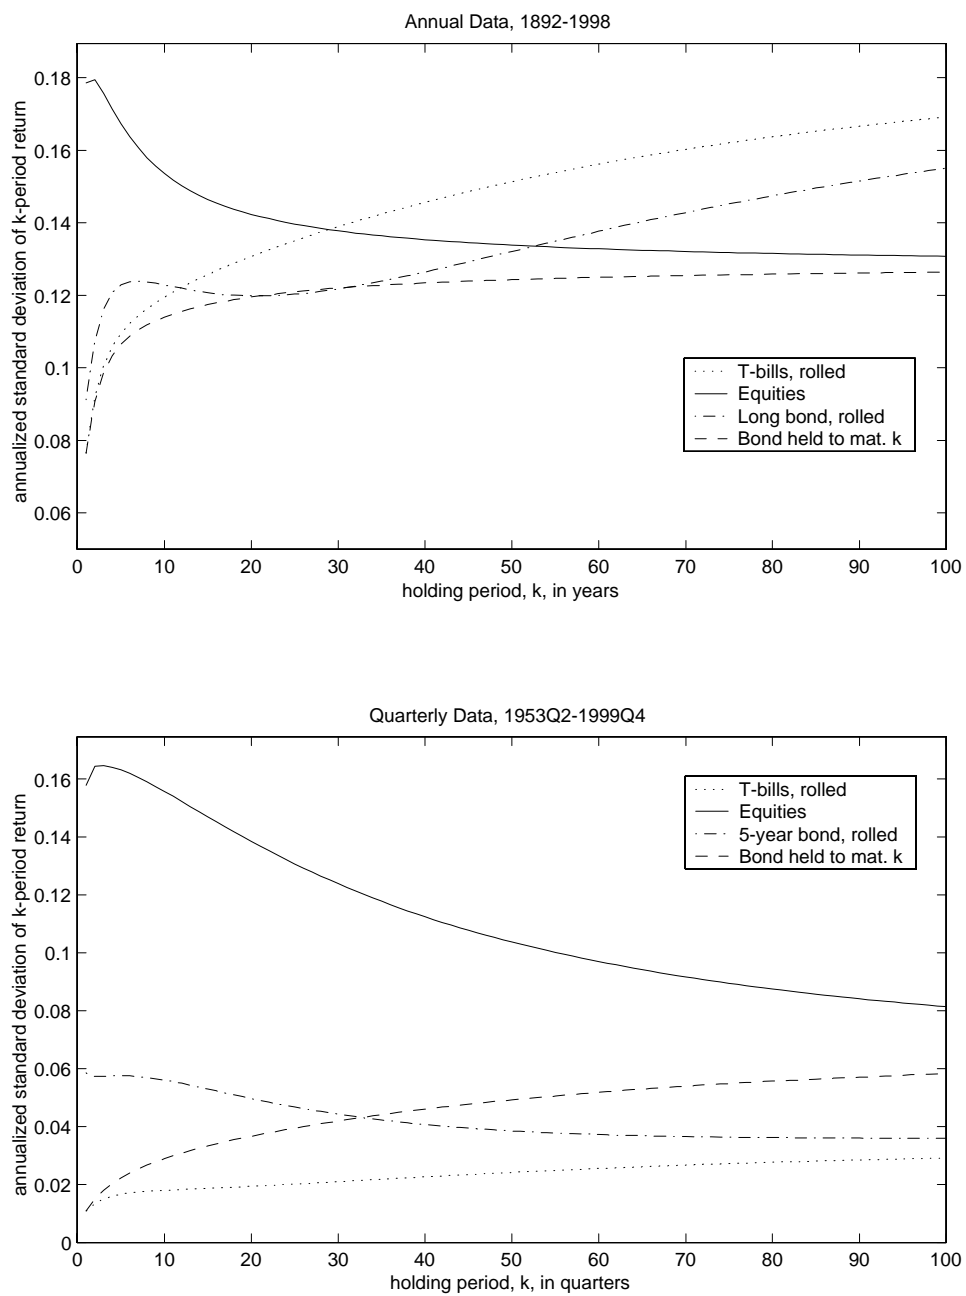 Annual Data, 1892-1998
annualized standard deviation of k-period return
0.18
0.16
0.14
0.12
0.1
0.08
0.06
T-bills, rolled
Equities
Long bond, rolled
Bond held to mat. k
0 10 20 30 40 50 60 70 80 90 100
holding period, k, in years
Quarterly Data, 1953Q2-1999Q4
annualized standard deviation of k-period return
0.16
0.14
0.12
0.1
0.08
0.06
0.04
0.02
0
T-bills, rolled
Equities
5-year bond, rolled
Bond held to mat. k
0 10 20 30 40 50 60 70 80 90 100
holding period, k, in quarters